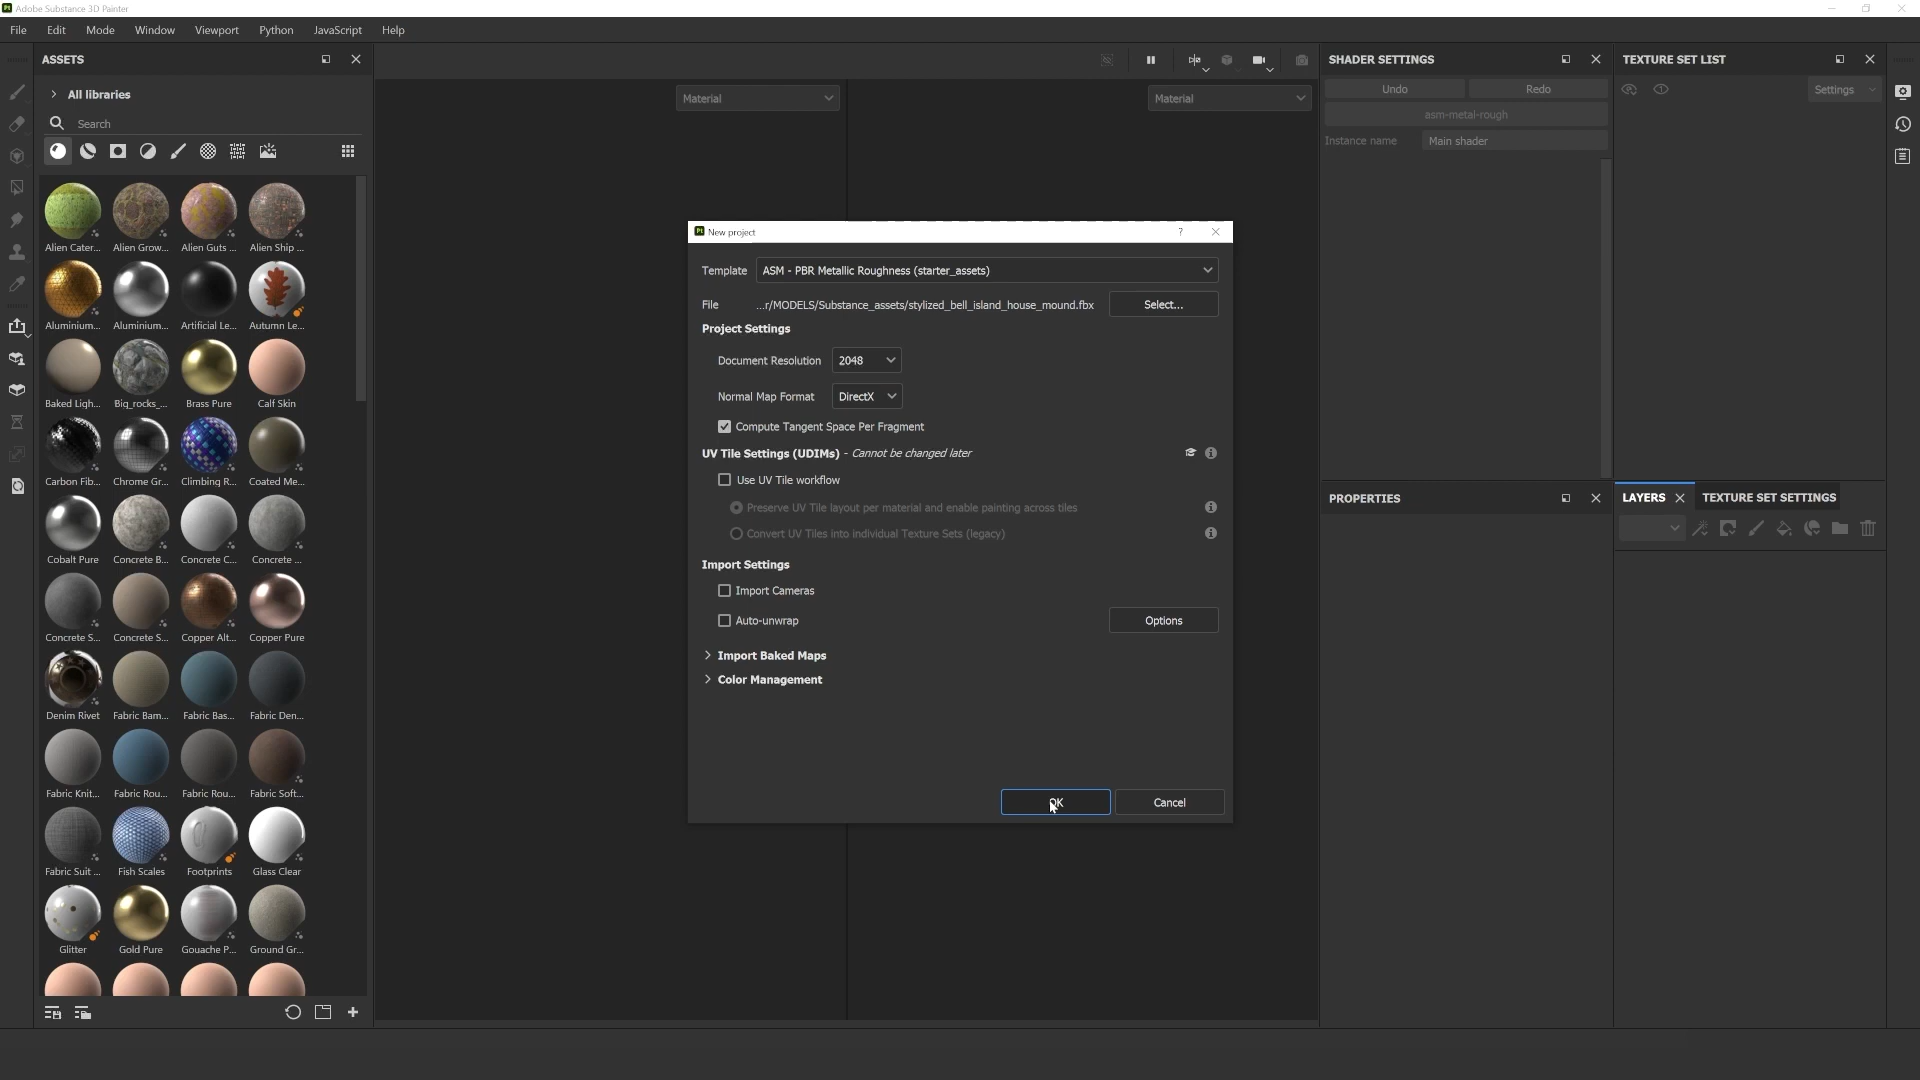 Adobe Substance 3D Painter
File Edit Mode Window Viewport Python JavaScript Help
ASSETS
All libraries
Search
Alien Cater... Alien Grow... Alien Guts ... Alien Ship ...
Aluminium... Aluminium... Artificial Le... Autumn Le...
Baked Ligh... Big_rocks_... Brass Pure Calf Skin
Carbon Fib... Chrome Gr... Climbing R... Coated Me...
Cobalt Pure Concrete B... Concrete C... Concrete ...
Concrete S... Concrete S... Copper Alt... Copper Pure
Denim Rivet Fabric Bam... Fabric Bas... Fabric Den...
Fabric Knit... Fabric Rou... Fabric Rou... Fabric Soft...
Fabric Suit ... Fish Scales Footprints Glass Clear
Glitter Gold Pure Gouache P... Ground Gr...
Material
Material
New project
?
Template ASM - PBR Metallic Roughness (starter_assets)
File ...r/MODELS/Substance_assets/stylized_bell_island_house_mound.fbx Select...
Project Settings
Document Resolution 2048
Normal Map Format DirectX
Compute Tangent Space Per Fragment
UV Tile Settings (UDIMs) - Cannot be changed later
Use UV Tile workflow
Preserve UV Tile layout per material and enable painting across tiles
Convert UV Tiles into individual Texture Sets (legacy)
Import Settings
Import Cameras
Auto-unwrap Options
Import Baked Maps
Color Management
OK Cancel
SHADER SETTINGS
Undo Redo
asm-metal-rough
Instance name Main shader
PROPERTIES
TEXTURE SET LIST
Settings
LAYERS TEXTURE SET SETTINGS